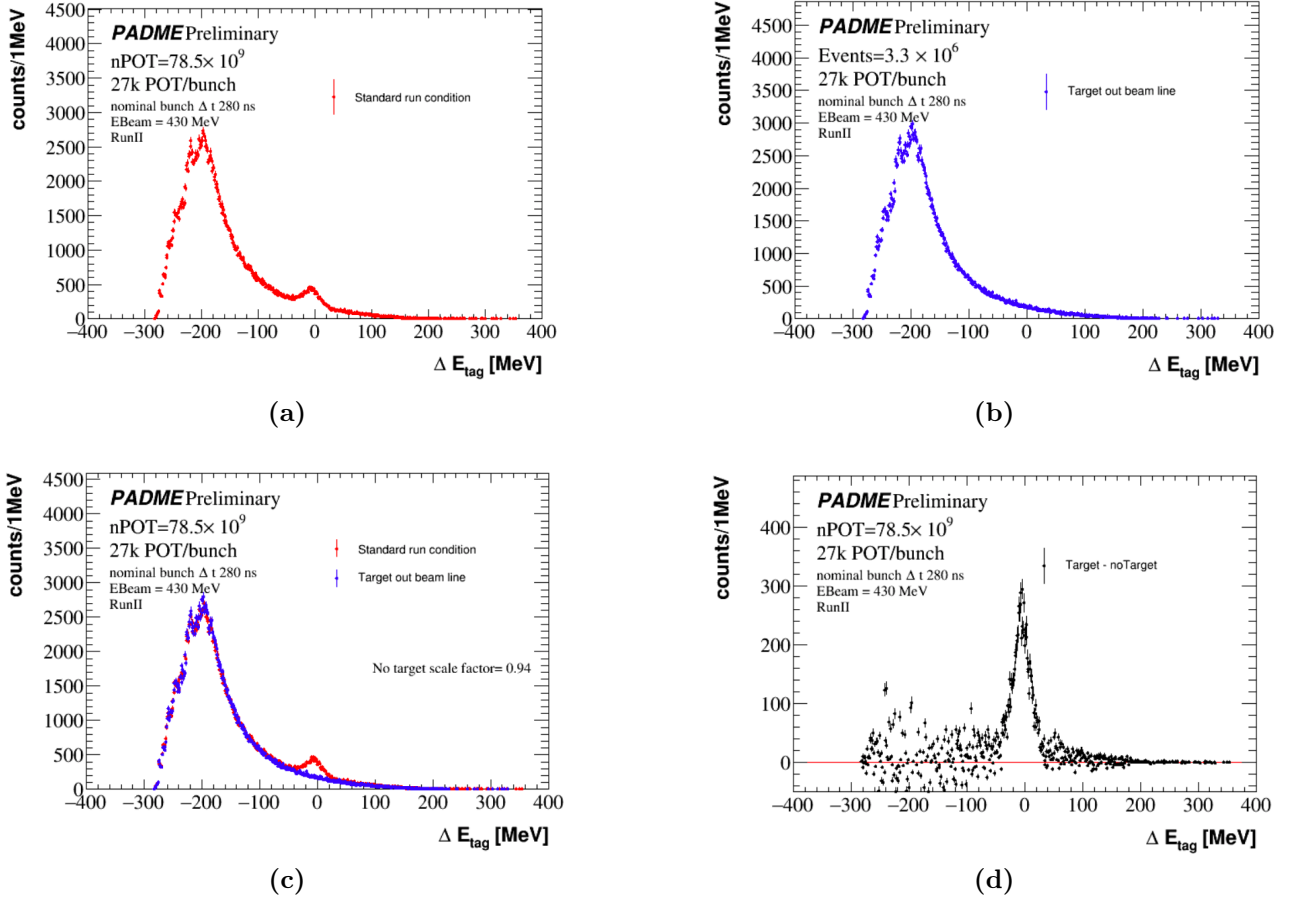 PADME Preliminary
nPOT=78.5× 10^9
27k POT/bunch
nominal bunch Δ t 280 ns
EBeam = 430 MeV
RunII
Standard run condition
counts/1MeV
4500
4000
3500
3000
2500
2000
1500
1000
500
0
−400 −300 −200 −100 0 100 200 300 400
Δ E_tag [MeV]
(a)
PADME Preliminary
Events=3.3 × 10^6
27k POT/bunch
nominal bunch Δ t 280 ns
EBeam = 430 MeV
RunII
Target out beam line
counts/1MeV
4500
4000
3500
3000
2500
2000
1500
1000
500
0
−400 −300 −200 −100 0 100 200 300 400
Δ E_tag [MeV]
(b)
PADME Preliminary
nPOT=78.5× 10^9
27k POT/bunch
nominal bunch Δ t 280 ns
EBeam = 430 MeV
RunII
Standard run condition
Target out beam line
No target scale factor= 0.94
counts/1MeV
4500
4000
3500
3000
2500
2000
1500
1000
500
0
−400 −300 −200 −100 0 100 200 300 400
Δ E_tag [MeV]
(c)
PADME Preliminary
nPOT=78.5× 10^9
27k POT/bunch
nominal bunch Δ t 280 ns
EBeam = 430 MeV
RunII
Target - noTarget
counts/1MeV
400
300
200
100
0
−400 −300 −200 −100 0 100 200 300 400
Δ E_tag [MeV]
(d)